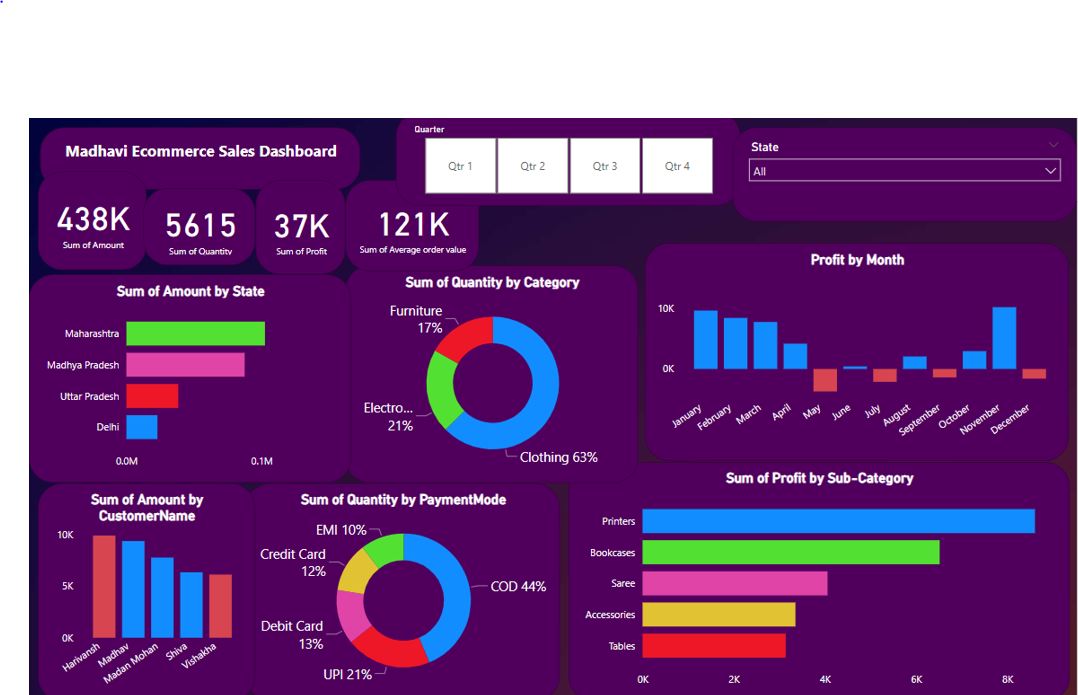 Madhavi Ecommerce Sales Dashboard
Quarter
Qtr 1
Qtr 2
Qtr 3
Qtr 4
State
All
438K
Sum of Amount
5615
Sum of Quantity
37K
Sum of Profit
121K
Sum of Average order value
Sum of Amount by State
Maharashtra
Madhya Pradesh
Uttar Pradesh
Delhi
0.0M
0.1M
Sum of Quantity by Category
Furniture
17%
Electro...
21%
Clothing 63%
Profit by Month
10K
0K
January
February
March
April
May
June
July
August
September
October
November
December
Sum of Amount by
CustomerName
10K
5K
0K
Harivansh
Madhav
Madan Mohan
Shiva
Vishakha
Sum of Quantity by PaymentMode
EMI 10%
Credit Card
12%
Debit Card
13%
UPI 21%
COD 44%
Sum of Profit by Sub-Category
Printers
Bookcases
Saree
Accessories
Tables
0K
2K
4K
6K
8K